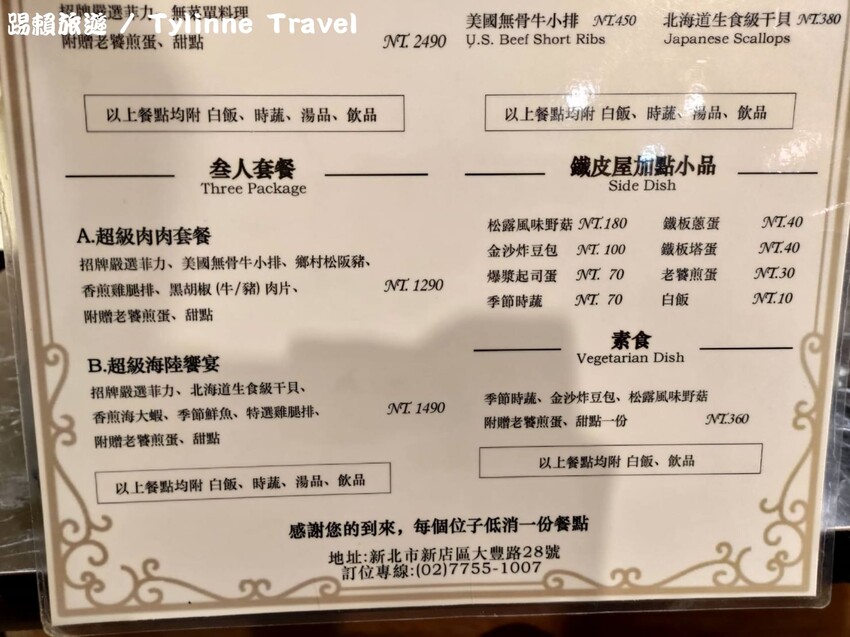 踢賴旅遊 / Tylinne Travel
招牌嚴選菲力、無菜單料理
附贈老饕煎蛋、甜點 NT. 2490
以上餐點均附 白飯、時蔬、湯品、飲品
叁人套餐
Three Package
A.超級肉肉套餐
招牌嚴選菲力、美國無骨牛小排、鄉村松阪豬、
香煎雞腿排、黑胡椒 (牛/豬) 肉片、 NT. 1290
附贈老饕煎蛋、甜點
B.超級海陸饗宴
招牌嚴選菲力、北海道生食級干貝、
香煎海大蝦、季節鮮魚、特選雞腿排、 NT. 1490
附贈老饕煎蛋、甜點
以上餐點均附 白飯、時蔬、湯品、飲品
美國無骨牛小排 NT.450 北海道生食級干貝 NT.380
U.S. Beef Short Ribs Japanese Scallops
以上餐點均附 白飯、時蔬、湯品、飲品
鐵皮屋加點小品
Side Dish
松露風味野菇 NT.180 鐵板蔥蛋 NT.40
金沙炸豆包 NT. 100 鐵板塔蛋 NT.40
爆漿起司蛋 NT. 70 老饕煎蛋 NT.30
季節時蔬 NT. 70 白飯 NT.10
素食
Vegetarian Dish
季節時蔬、金沙炸豆包、松露風味野菇
附贈老饕煎蛋、甜點一份 NT.360
以上餐點均附 白飯、飲品
感謝您的到來，每個位子低消一份餐點
地址:新北市新店區大豐路28號
訂位專線:(02)7755-1007